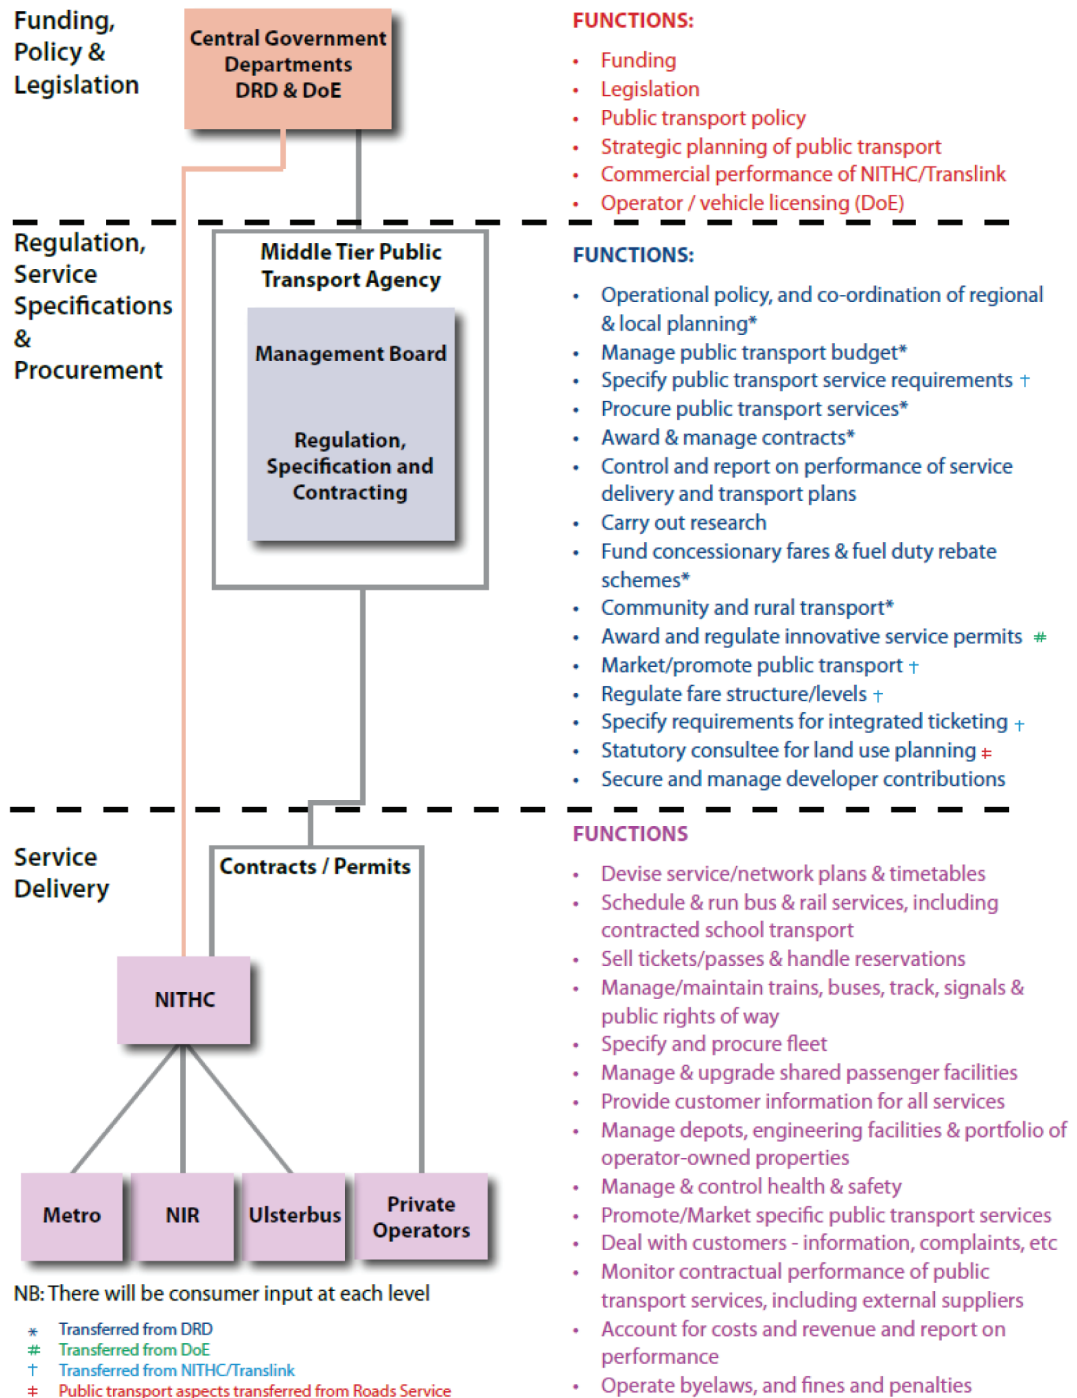 Funding,
Policy &
Legislation
Central Government
Departments
DRD & DoE
FUNCTIONS:
• Funding
• Legislation
• Public transport policy
• Strategic planning of public transport
• Commercial performance of NITHC/Translink
• Operator / vehicle licensing (DoE)
Regulation,
Service
Specifications
&
Procurement
Middle Tier Public
Transport Agency
Management Board
Regulation,
Specification and
Contracting
FUNCTIONS:
• Operational policy, and co-ordination of regional
& local planning*
• Manage public transport budget*
• Specify public transport service requirements †
• Procure public transport services*
• Award & manage contracts*
• Control and report on performance of service
delivery and transport plans
• Carry out research
• Fund concessionary fares & fuel duty rebate
schemes*
• Community and rural transport*
• Award and regulate innovative service permits #
• Market/promote public transport †
• Regulate fare structure/levels †
• Specify requirements for integrated ticketing †
• Statutory consultee for land use planning ‡
• Secure and manage developer contributions
Service
Delivery
Contracts / Permits
NITHC
Metro
NIR
Ulsterbus
Private
Operators
FUNCTIONS
• Devise service/network plans & timetables
• Schedule & run bus & rail services, including
contracted school transport
• Sell tickets/passes & handle reservations
• Manage/maintain trains, buses, track, signals &
public rights of way
• Specify and procure fleet
• Manage & upgrade shared passenger facilities
• Provide customer information for all services
• Manage depots, engineering facilities & portfolio of
operator-owned properties
• Manage & control health & safety
• Promote/Market specific public transport services
• Deal with customers - information, complaints, etc
• Monitor contractual performance of public
transport services, including external suppliers
• Account for costs and revenue and report on
performance
• Operate byelaws, and fines and penalties
NB: There will be consumer input at each level
* Transferred from DRD
# Transferred from DoE
† Transferred from NITHC/Translink
‡ Public transport aspects transferred from Roads Service